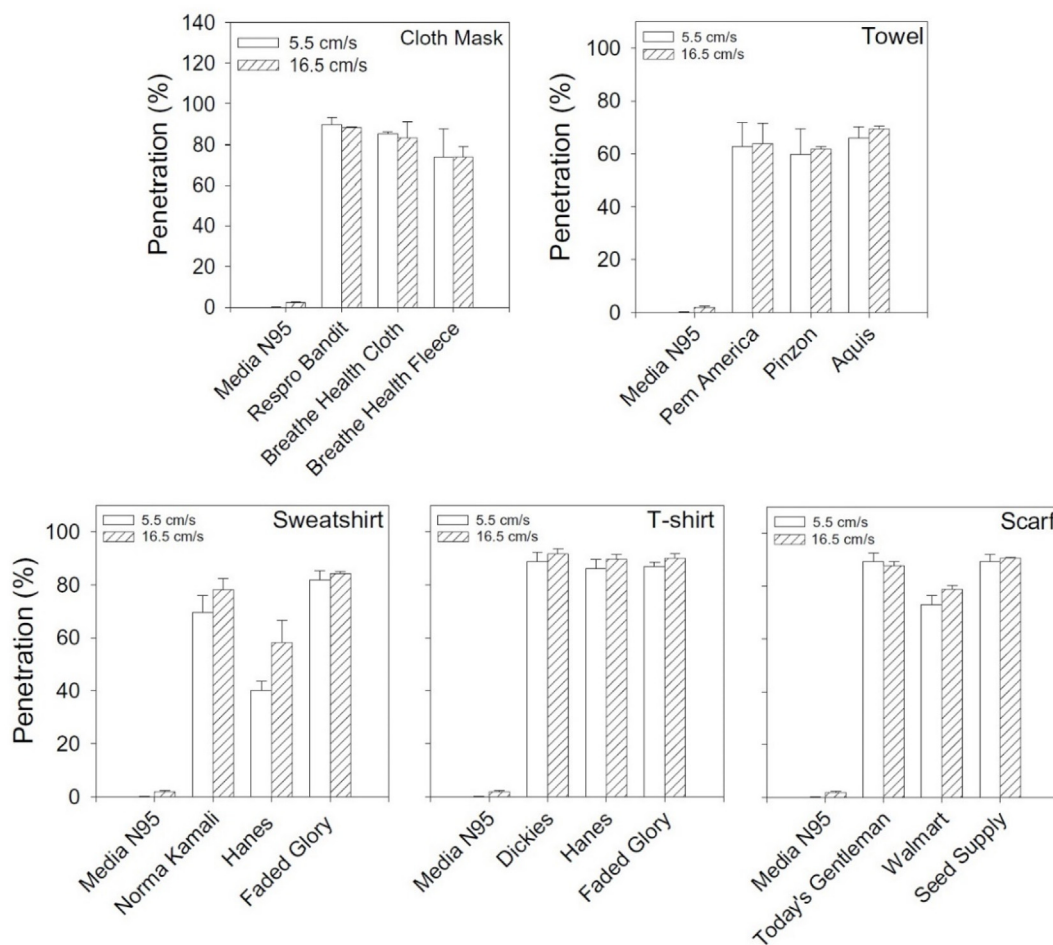 Cloth Mask
5.5 cm/s
16.5 cm/s
Penetration (%)
140
120
100
80
60
40
20
0
Media N95
Respro Bandit
Breathe Health Cloth
Breathe Health Fleece
Towel
5.5 cm/s
16.5 cm/s
Penetration (%)
100
80
60
40
20
0
Media N95
Pem America
Pinzon
Aquis
Sweatshirt
5.5 cm/s
16.5 cm/s
Penetration (%)
100
80
60
40
20
0
Media N95
Norma Kamali
Hanes
Faded Glory
T-shirt
5.5 cm/s
16.5 cm/s
Media N95
Dickies
Hanes
Faded Glory
Scarf
5.5 cm/s
16.5 cm/s
Media N95
Today's Gentleman
Walmart
Seed Supply